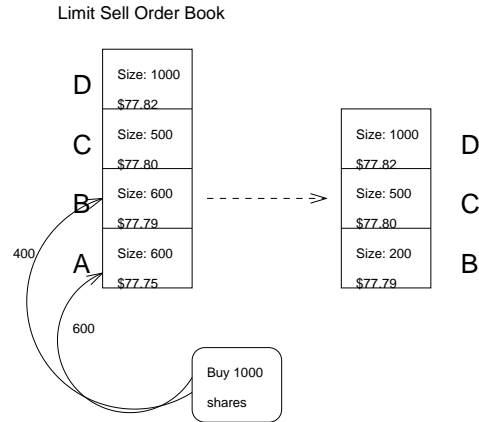 Limit Sell Order Book
D
Size: 1000
$77.82
C
Size: 500
$77.80
B
Size: 600
$77.79
A
Size: 600
$77.75
400
600
Buy 1000
shares
Size: 1000
$77.82
D
Size: 500
$77.80
C
Size: 200
$77.79
B